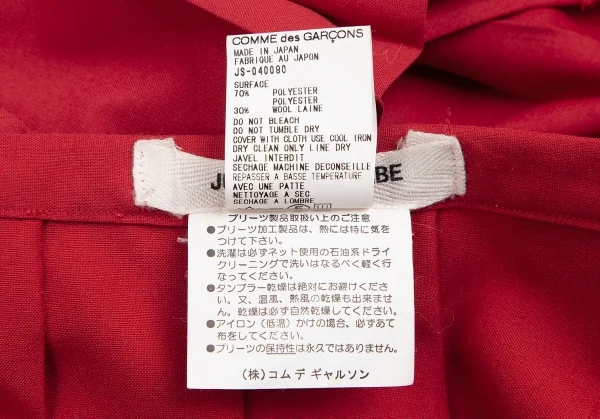 COMME des GARÇONS
MADE IN JAPAN
FABRIQUE AU JAPON
JS-040090
SURFACE
70% POLYESTER
POLYESTER
30% WOOL LAINE
DO NOT BLEACH
DO NOT TUMBLE DRY
COVER WITH CLOTH USE COOL IRON
DRY CLEAN ONLY LINE DRY
JAVEL INTERDIT
SECHAGE MACHINE DECONSEILLE
REPASSER A BASSE TEMPERATURE
AVEC UNE PATTE
NETTOYAGE A SEC
SECHAGE A LOMBRE
プリーツ製品取扱い上のご注意
●プリーツ加工製品は、熱には特に気を
つけて下さい。
●洗濯は必ずネット使用の石油系ドライ
クリーニングで洗いはなるべく軽く行
なってください。
●タンブラー乾燥は絶対にお避けくださ
い。又、温風、熱風の乾燥も出来ませ
ん。乾燥は必ず自然乾燥してください。
●アイロン(低温)かけの場合、必ずあて
布をして下さい。
●プリーツの保持性は永久ではありません。
(株)コム デ ギャルソン